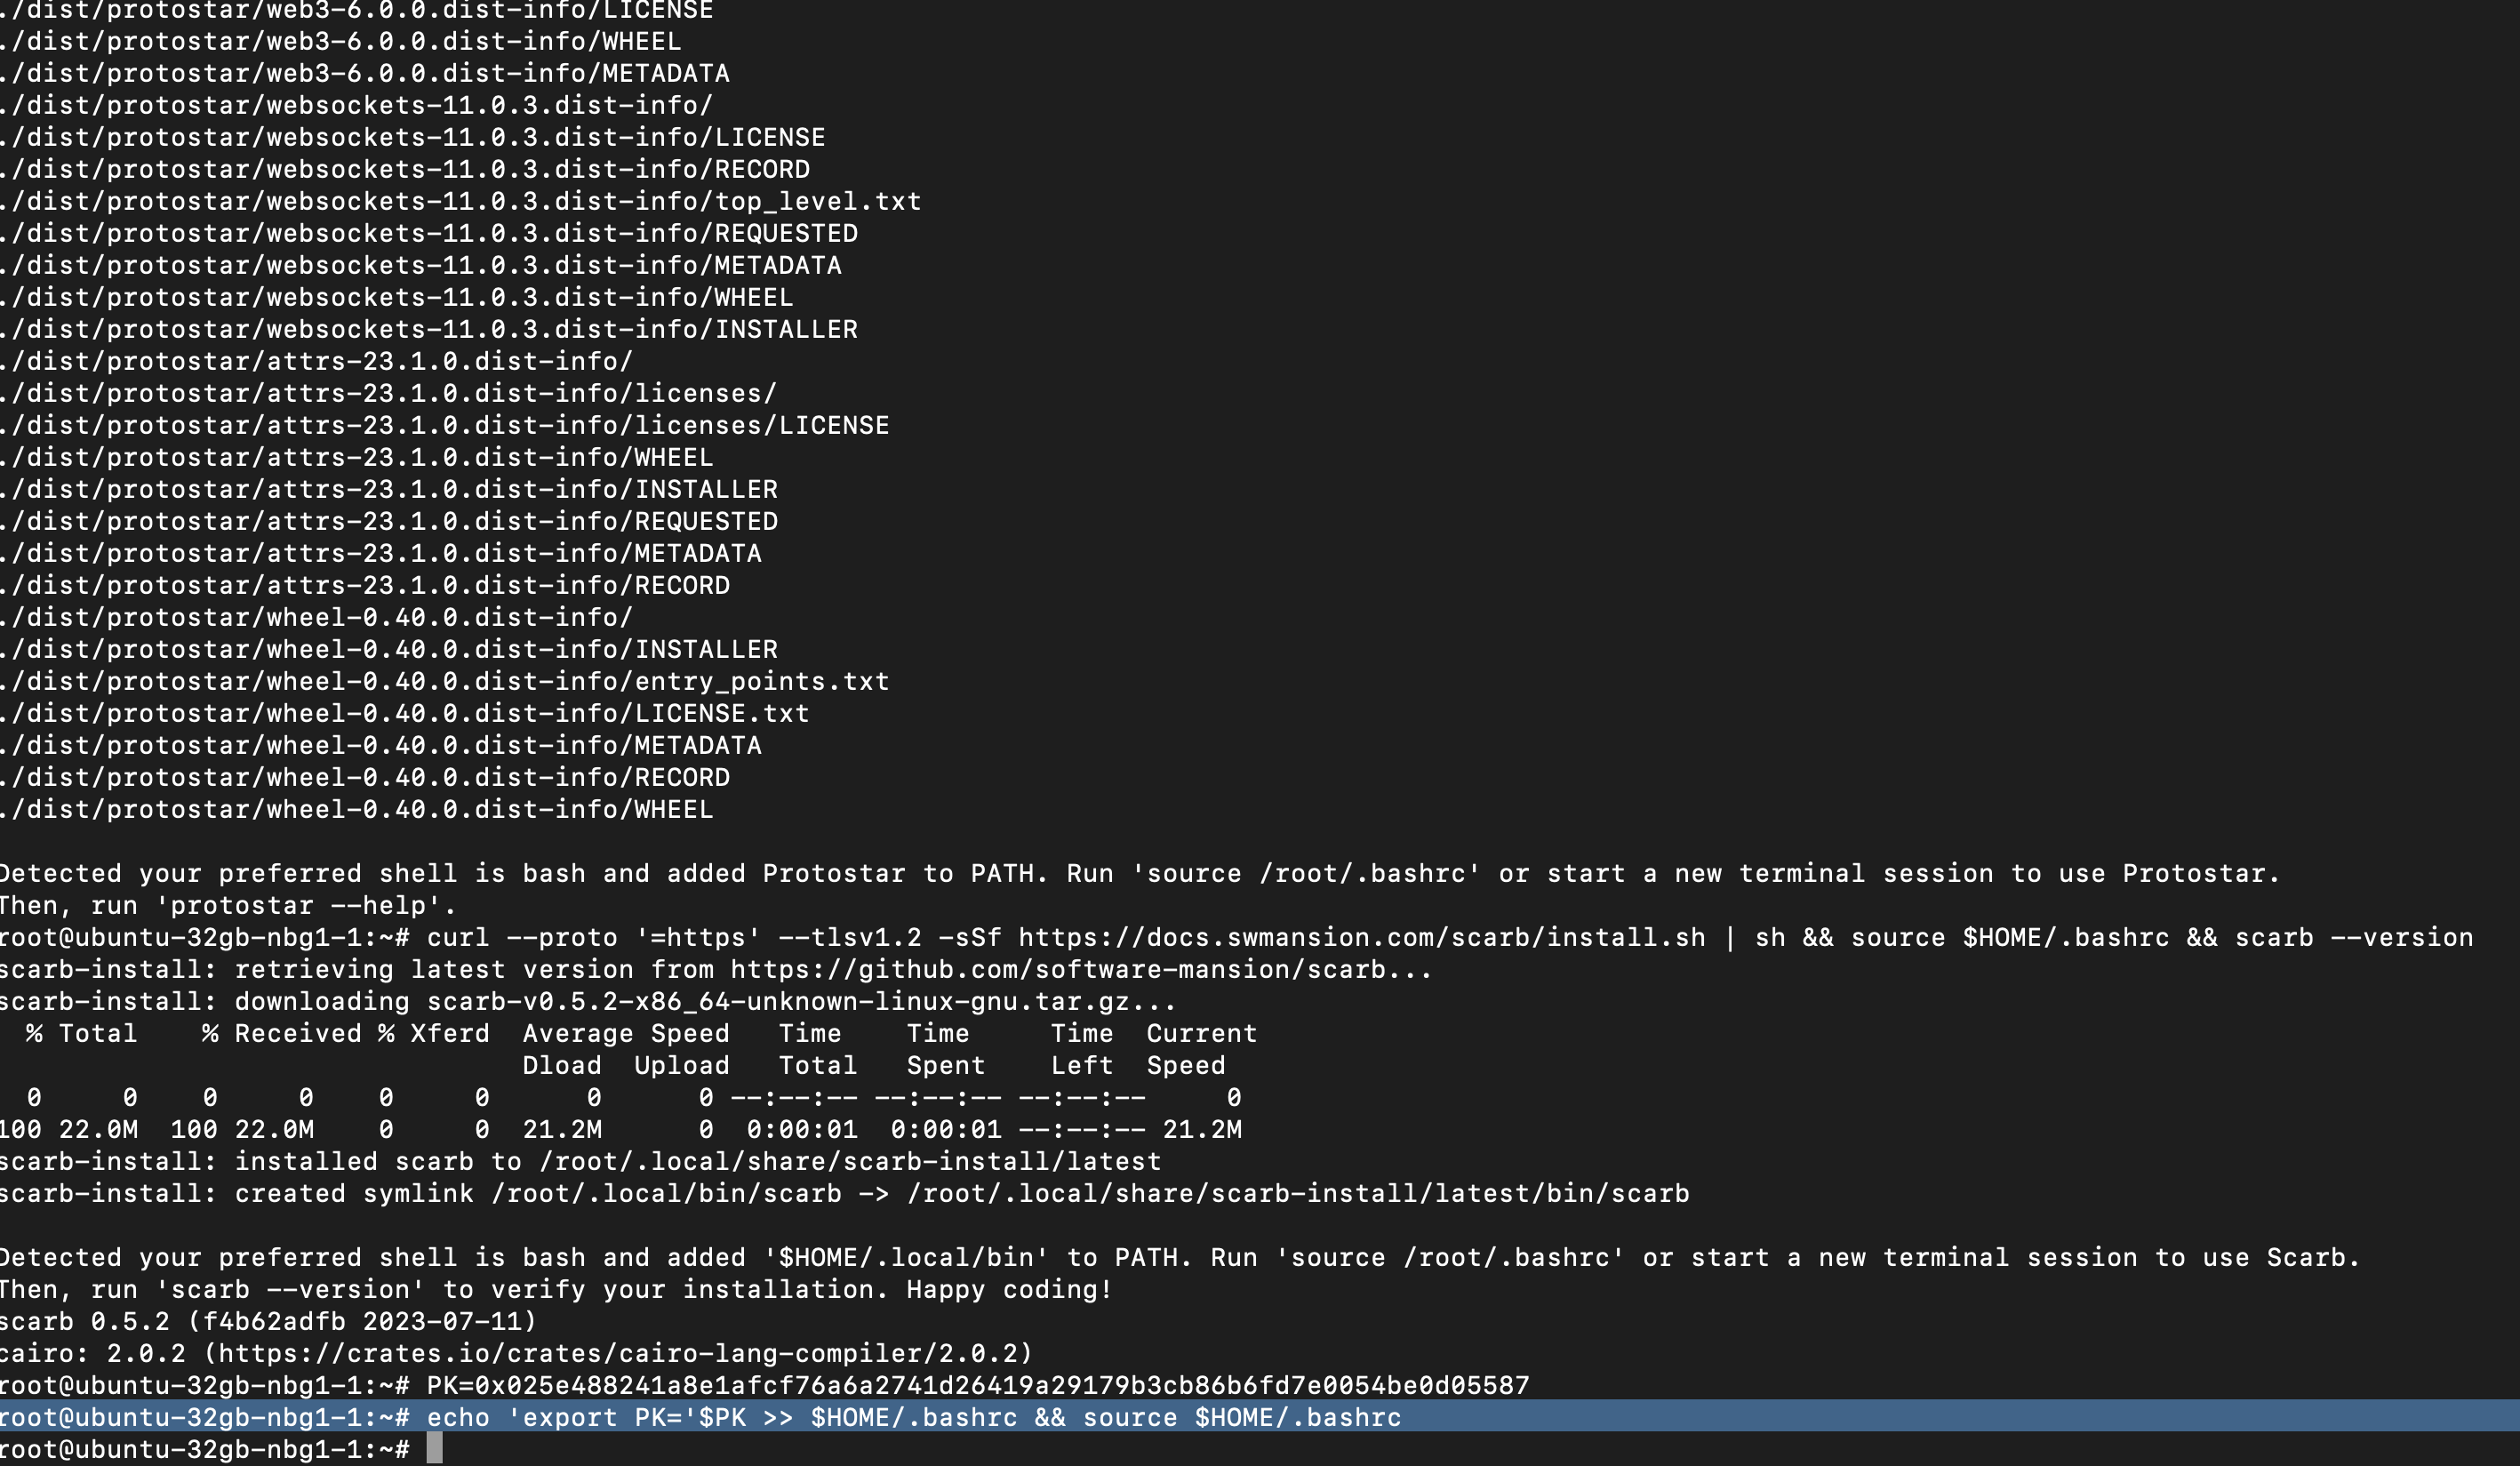 ./dist/protostar/web3-6.0.0.dist-info/LICENSE
./dist/protostar/web3-6.0.0.dist-info/WHEEL
./dist/protostar/web3-6.0.0.dist-info/METADATA
./dist/protostar/websockets-11.0.3.dist-info/
./dist/protostar/websockets-11.0.3.dist-info/LICENSE
./dist/protostar/websockets-11.0.3.dist-info/RECORD
./dist/protostar/websockets-11.0.3.dist-info/top_level.txt
./dist/protostar/websockets-11.0.3.dist-info/REQUESTED
./dist/protostar/websockets-11.0.3.dist-info/METADATA
./dist/protostar/websockets-11.0.3.dist-info/WHEEL
./dist/protostar/websockets-11.0.3.dist-info/INSTALLER
./dist/protostar/attrs-23.1.0.dist-info/
./dist/protostar/attrs-23.1.0.dist-info/licenses/
./dist/protostar/attrs-23.1.0.dist-info/licenses/LICENSE
./dist/protostar/attrs-23.1.0.dist-info/WHEEL
./dist/protostar/attrs-23.1.0.dist-info/INSTALLER
./dist/protostar/attrs-23.1.0.dist-info/REQUESTED
./dist/protostar/attrs-23.1.0.dist-info/METADATA
./dist/protostar/attrs-23.1.0.dist-info/RECORD
./dist/protostar/wheel-0.40.0.dist-info/
./dist/protostar/wheel-0.40.0.dist-info/INSTALLER
./dist/protostar/wheel-0.40.0.dist-info/entry_points.txt
./dist/protostar/wheel-0.40.0.dist-info/LICENSE.txt
./dist/protostar/wheel-0.40.0.dist-info/METADATA
./dist/protostar/wheel-0.40.0.dist-info/RECORD
./dist/protostar/wheel-0.40.0.dist-info/WHEEL
Detected your preferred shell is bash and added Protostar to PATH. Run 'source /root/.bashrc' or start a new terminal session to use Protostar.
Then, run 'protostar --help'.
root@ubuntu-32gb-nbg1-1:~# curl --proto '=https' --tlsv1.2 -sSf https://docs.swmansion.com/scarb/install.sh | sh && source $HOME/.bashrc && scarb --version
scarb-install: retrieving latest version from https://github.com/software-mansion/scarb...
scarb-install: downloading scarb-v0.5.2-x86_64-unknown-linux-gnu.tar.gz...
% Total % Received % Xferd Average Speed Time Time Time Current
Dload Upload Total Spent Left Speed
0 0 0 0 0 0 0 0 --:--:-- --:--:-- --:--:-- 0
100 22.0M 100 22.0M 0 0 21.2M 0 0:00:01 0:00:01 --:--:-- 21.2M
scarb-install: installed scarb to /root/.local/share/scarb-install/latest
scarb-install: created symlink /root/.local/bin/scarb -> /root/.local/share/scarb-install/latest/bin/scarb
Detected your preferred shell is bash and added '$HOME/.local/bin' to PATH. Run 'source /root/.bashrc' or start a new terminal session to use Scarb.
Then, run 'scarb --version' to verify your installation. Happy coding!
scarb 0.5.2 (f4b62adfb 2023-07-11)
cairo: 2.0.2 (https://crates.io/crates/cairo-lang-compiler/2.0.2)
root@ubuntu-32gb-nbg1-1:~# PK=0x025e488241a8e1afcf76a6a2741d26419a29179b3cb86b6fd7e0054be0d05587
root@ubuntu-32gb-nbg1-1:~# echo 'export PK='$PK >> $HOME/.bashrc && source $HOME/.bashrc
root@ubuntu-32gb-nbg1-1:~#